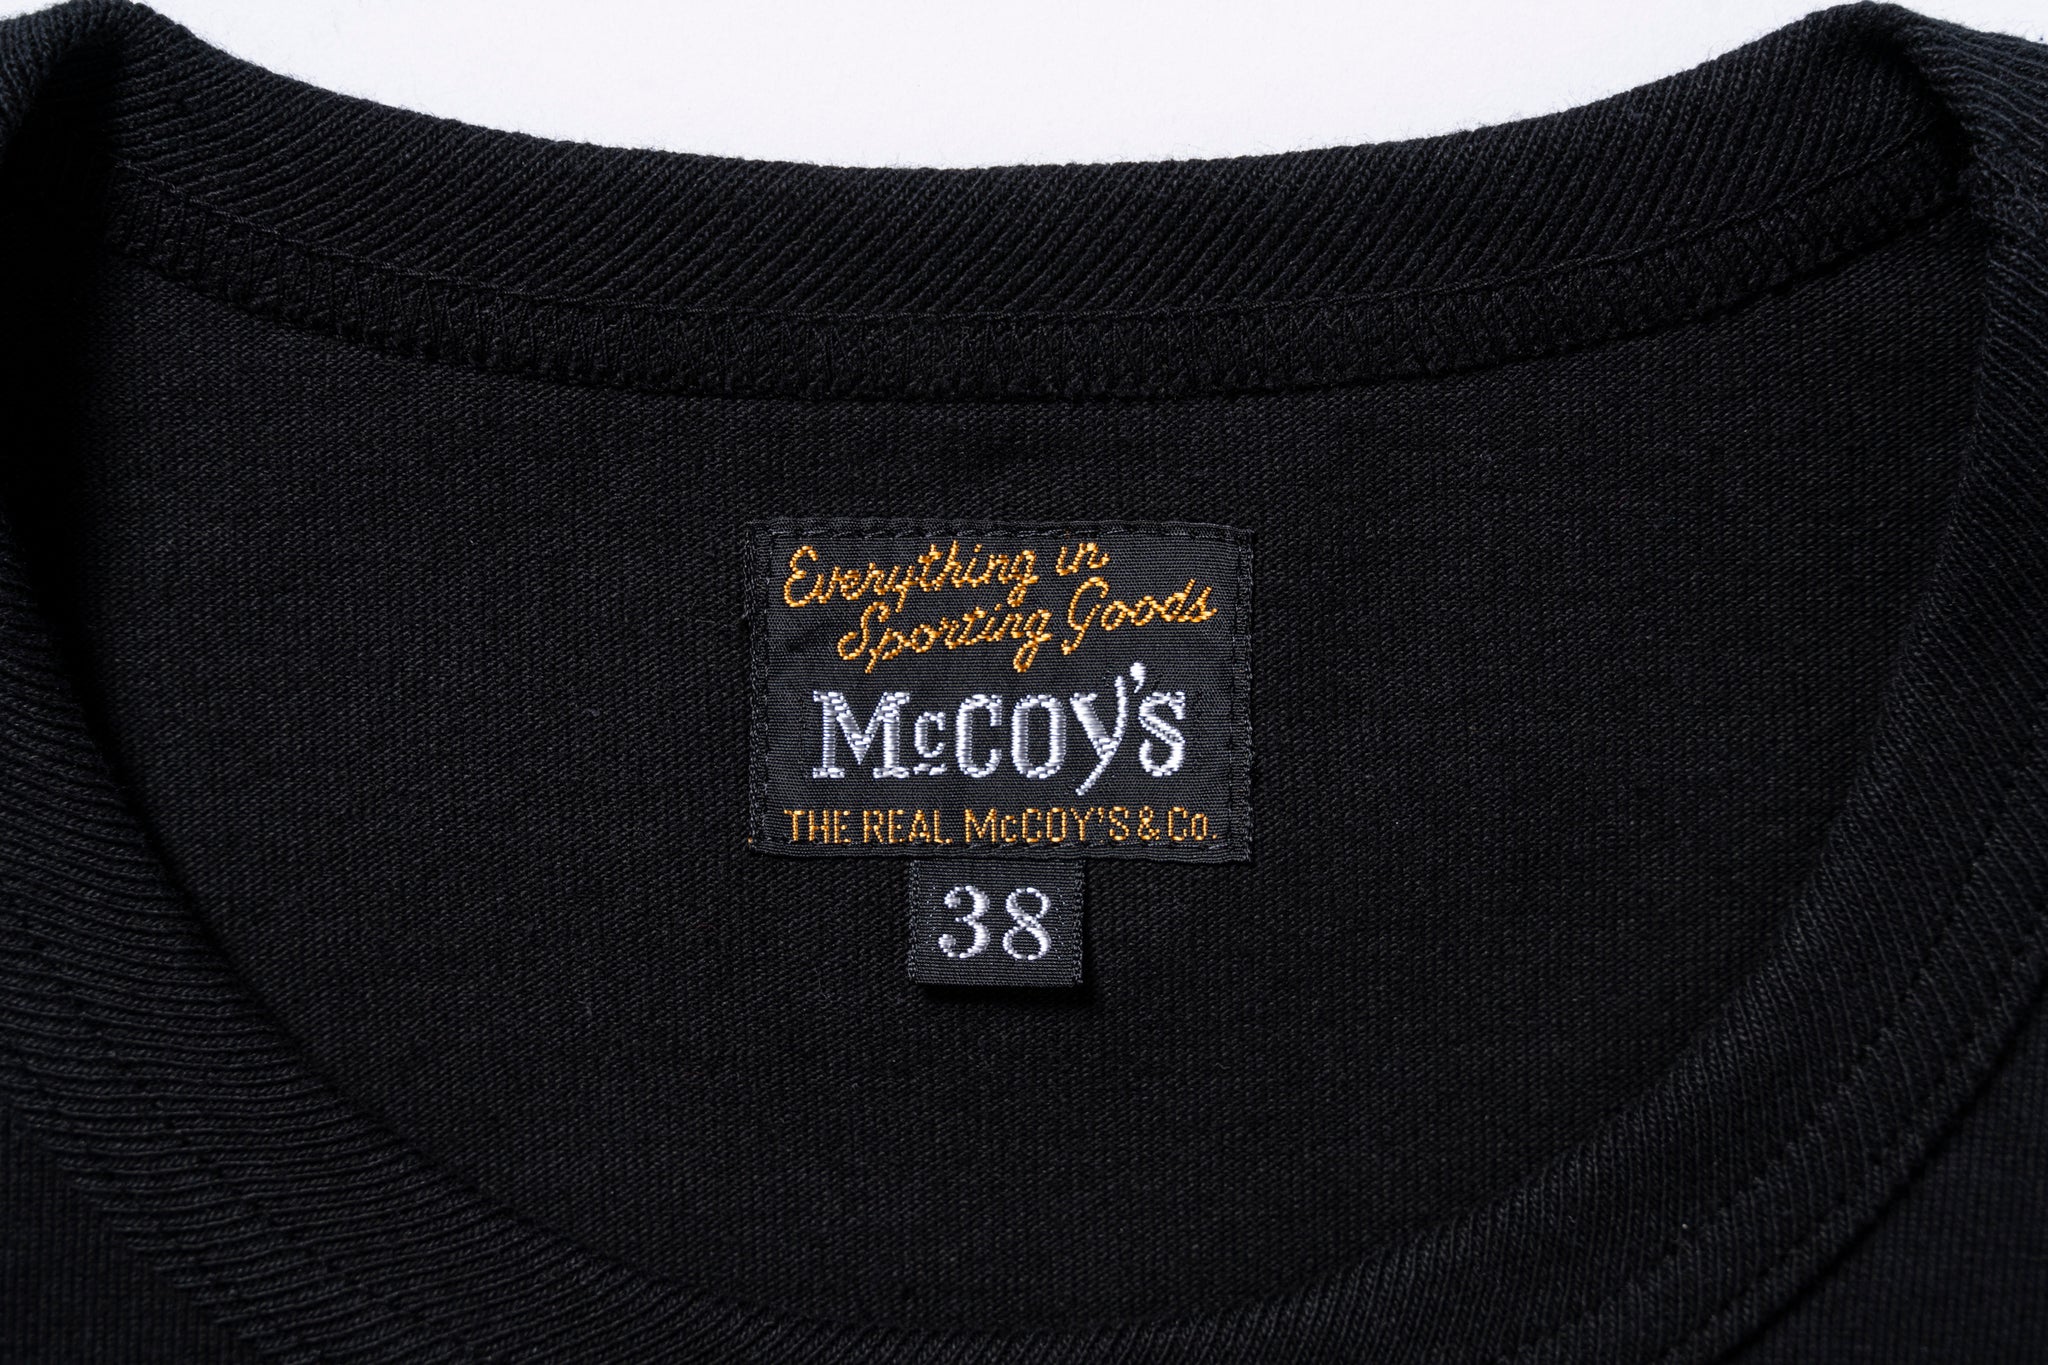 Everything in
Sporting Goods
McCOY'S
THE REAL McCOY'S & Co.
38